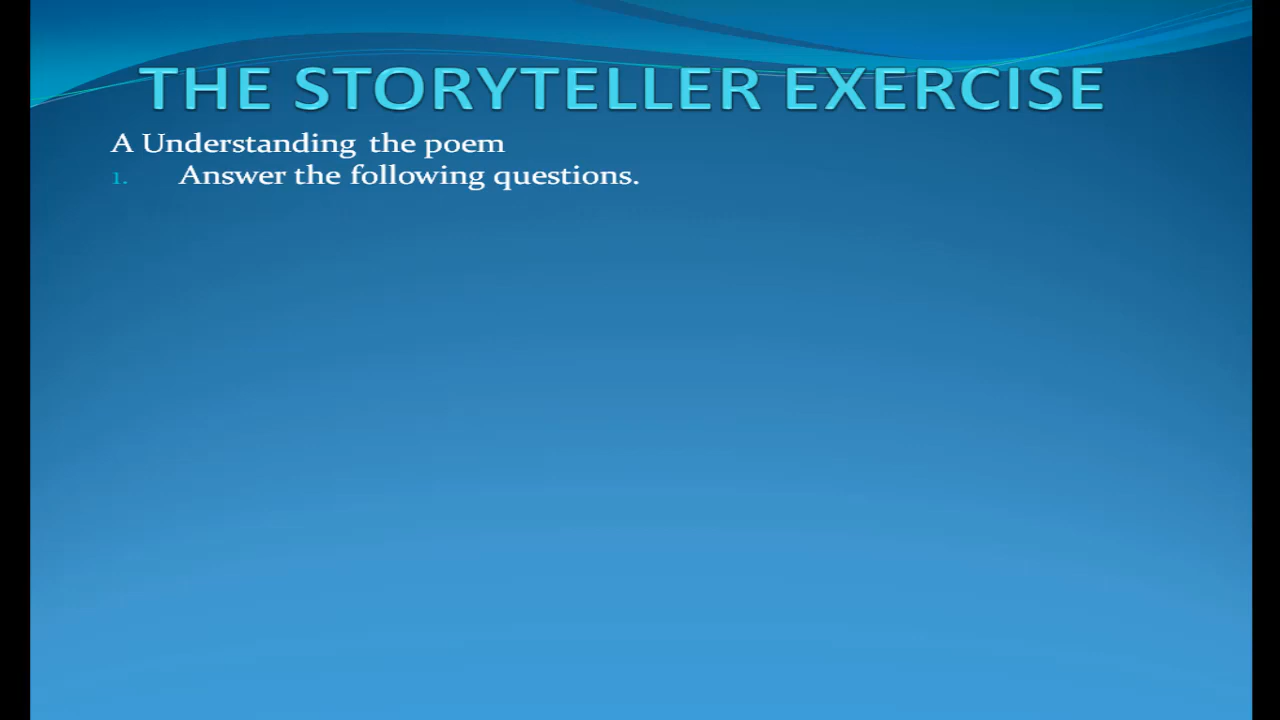 THE STORYTELLER EXERCISE
A Understanding the poem
1. Answer the following questions.